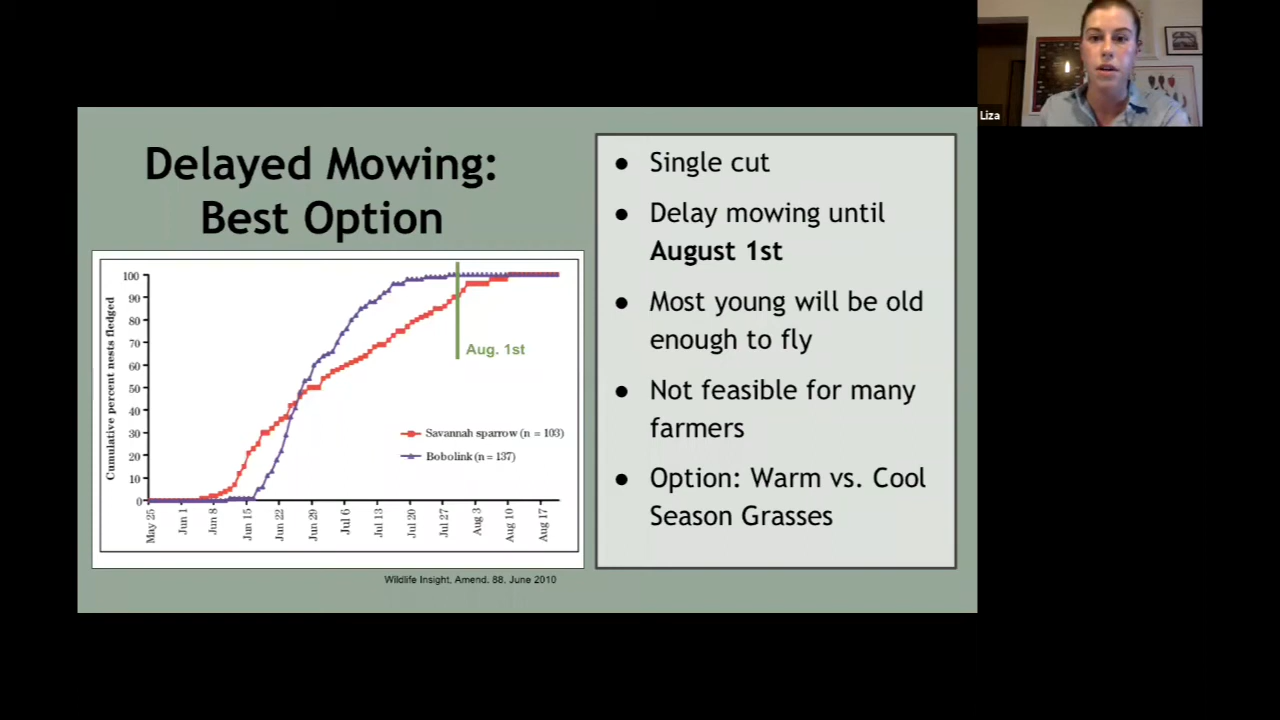 Liza
Delayed Mowing:
Best Option
Cumulative percent nests fledged
100
90
80
70
60
50
40
30
20
10
0
May 25
Jun 1
Jun 8
Jun 15
Jun 22
Jun 29
Jul 6
Jul 13
Jul 20
Jul 27
Aug 3
Aug 10
Aug 17
Aug. 1st
Savannah sparrow (n = 103)
Bobolink (n = 137)
Wildlife Insight, Amend. 88. June 2010
● Single cut
● Delay mowing until
August 1st
● Most young will be old
enough to fly
● Not feasible for many
farmers
● Option: Warm vs. Cool
Season Grasses